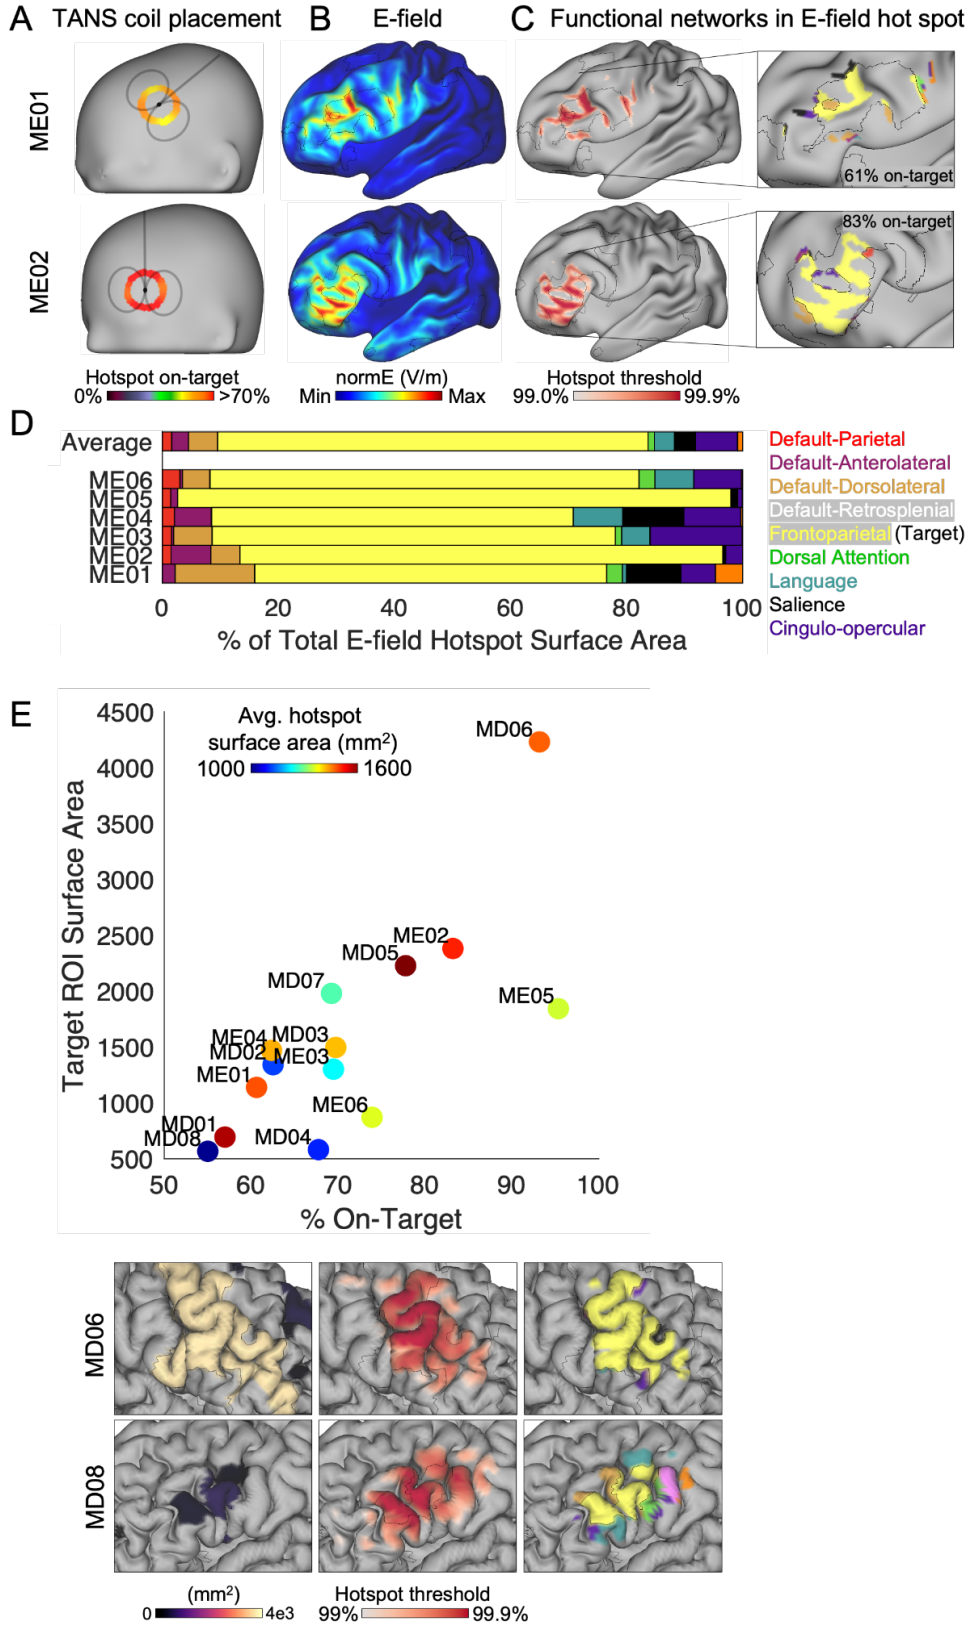 A TANS coil placement
B E-field
C Functional networks in E-field hot spot
ME01
61% on-target
ME02
83% on-target
Hotspot on-target
0% >70%
normE (V/m)
Min Max
Hotspot threshold
99.0% 99.9%
D
Average
ME06
ME05
ME04
ME03
ME02
ME01
0 20 40 60 80 100
% of Total E-field Hotspot Surface Area
Default-Parietal
Default-Anterolateral
Default-Dorsolateral
Default-Retrosplenial
Frontoparietal (Target)
Dorsal Attention
Language
Salience
Cingulo-opercular
E
Target ROI Surface Area
4500
4000
3500
3000
2500
2000
1500
1000
500
Avg. hotspot
surface area (mm²)
1000 1600
MD06
ME02
MD05
MD07
ME05
ME04 MD03
MD02 ME03
ME01
ME06
MD01
MD08 MD04
50 60 70 80 90 100
% On-Target
MD06
MD08
(mm²)
0 4e3
Hotspot threshold
99% 99.9%